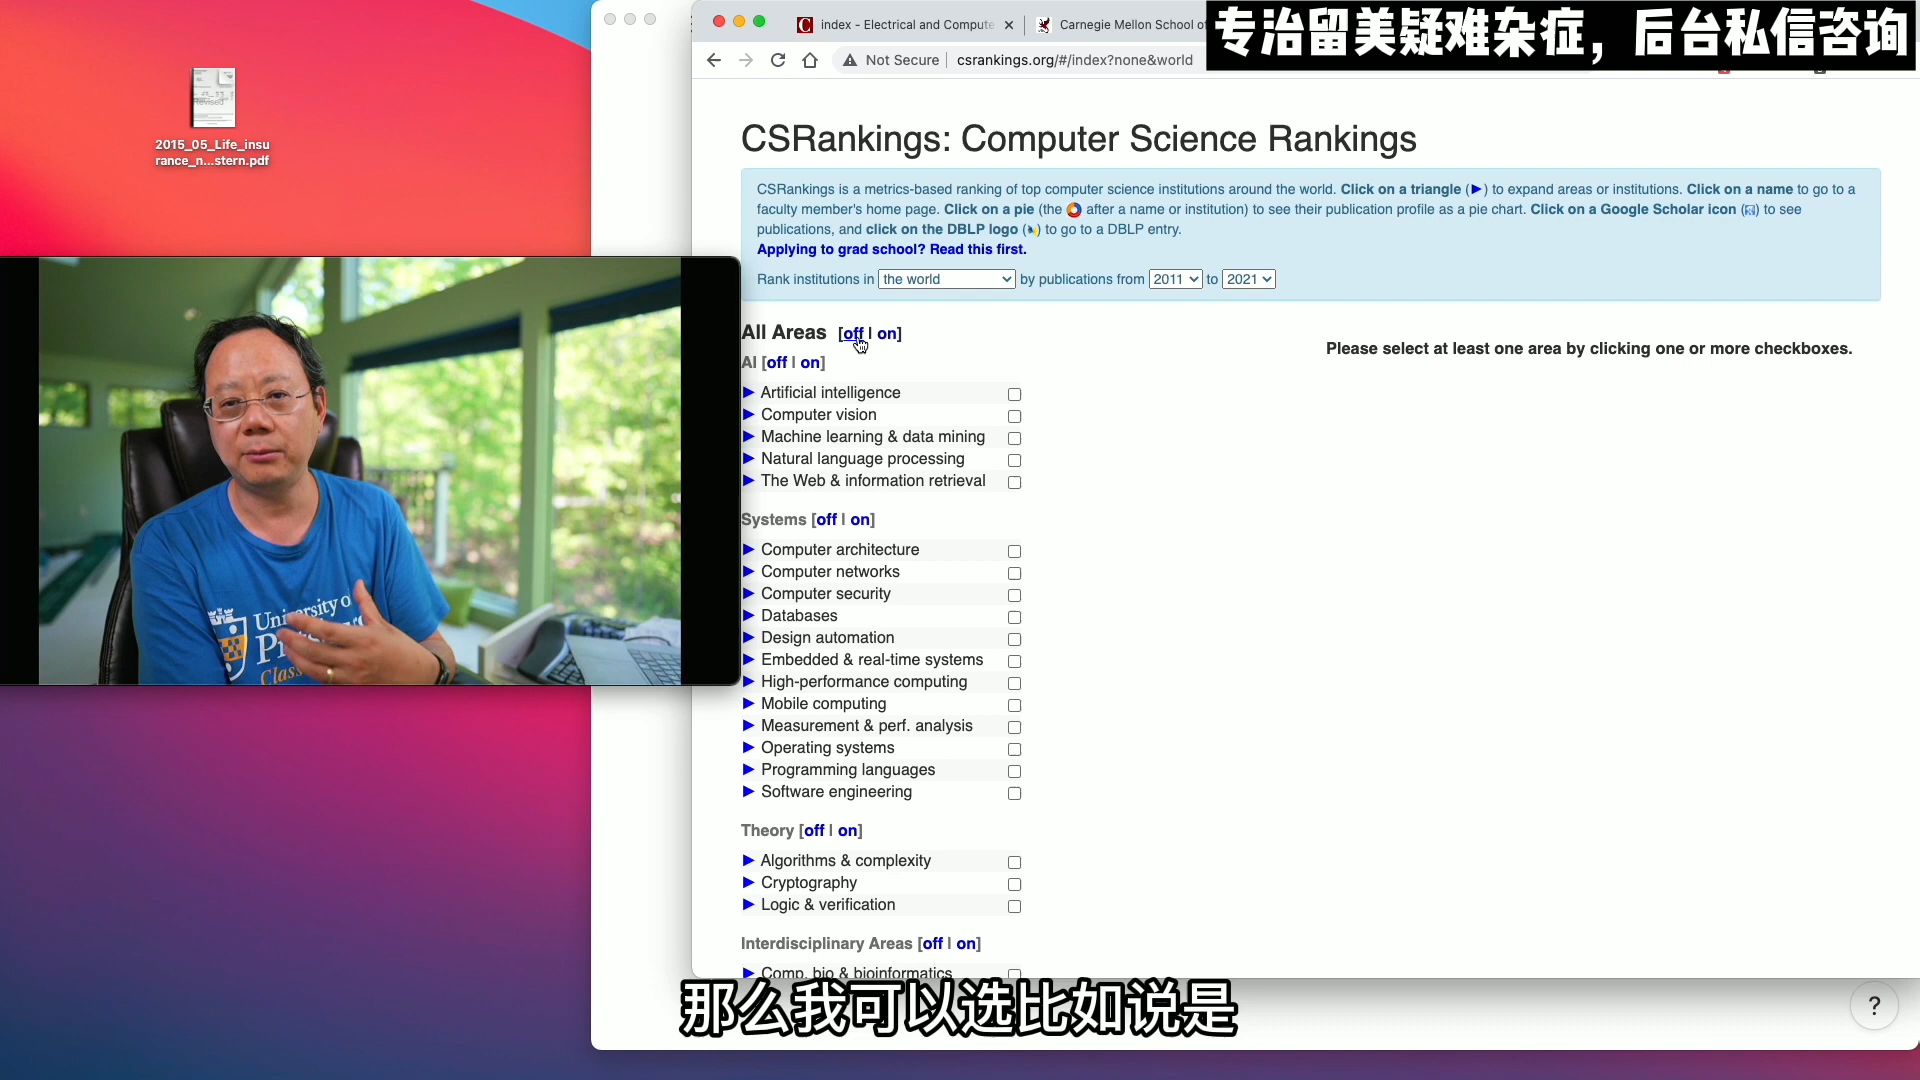 专治留美疑难杂症，后台私信咨询
index - Electrical and Compute
Carnegie Mellon School of
Not Secure
csrankings.org/#/index?none&world
Revised
2015_05_Life_insu
rance_n...stern.pdf
CSRankings: Computer Science Rankings
CSRankings is a metrics-based ranking of top computer science institutions around the world. Click on a triangle (▶) to expand areas or institutions. Click on a name to go to a
faculty member's home page. Click on a pie (the after a name or institution) to see their publication profile as a pie chart. Click on a Google Scholar icon () to see
publications, and click on the DBLP logo () to go to a DBLP entry.
Applying to grad school? Read this first.
Rank institutions in the world by publications from 2011 to 2021
All Areas [off | on]
Please select at least one area by clicking one or more checkboxes.
AI [off | on]
▶ Artificial intelligence
▶ Computer vision
▶ Machine learning & data mining
▶ Natural language processing
▶ The Web & information retrieval
Systems [off | on]
▶ Computer architecture
▶ Computer networks
▶ Computer security
▶ Databases
▶ Design automation
▶ Embedded & real-time systems
▶ High-performance computing
▶ Mobile computing
▶ Measurement & perf. analysis
▶ Operating systems
▶ Programming languages
▶ Software engineering
Theory [off | on]
▶ Algorithms & complexity
▶ Cryptography
▶ Logic & verification
Interdisciplinary Areas [off | on]
▶ Comp. bio & bioinformatics
University o
Clas
那么我可以选比如说是
?